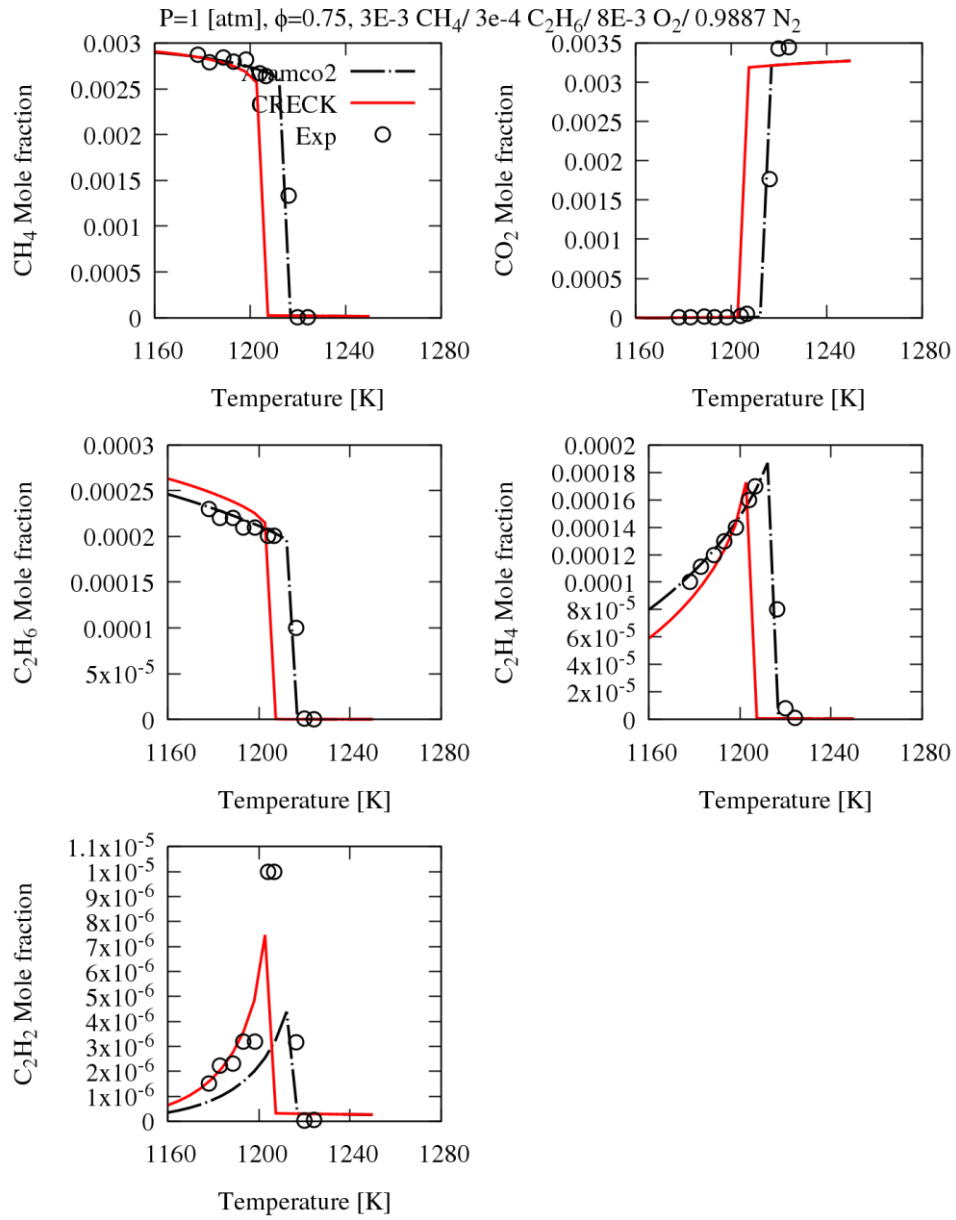 P=1 [atm], ϕ=0.75, 3E-3 CH₄/ 3e-4 C₂H₆/ 8E-3 O₂/ 0.9887 N₂
CH₄ Mole fraction
0.003
0.0025
0.002
0.0015
0.001
0.0005
0
1160 1200 1240 1280
Temperature [K]
CRECK
Exp
CO₂ Mole fraction
0.0035
0.003
0.0025
0.002
0.0015
0.001
0.0005
0
1160 1200 1240 1280
Temperature [K]
C₂H₆ Mole fraction
0.0003
0.00025
0.0002
0.00015
0.0001
5x10⁻⁵
0
1160 1200 1240 1280
Temperature [K]
C₂H₄ Mole fraction
0.0002
0.00018
0.00016
0.00014
0.00012
0.0001
8x10⁻⁵
6x10⁻⁵
4x10⁻⁵
2x10⁻⁵
0
1160 1200 1240 1280
Temperature [K]
C₂H₂ Mole fraction
1.1x10⁻⁵
1x10⁻⁵
9x10⁻⁶
8x10⁻⁶
7x10⁻⁶
6x10⁻⁶
5x10⁻⁶
4x10⁻⁶
3x10⁻⁶
2x10⁻⁶
1x10⁻⁶
0
1160 1200 1240 1280
Temperature [K]